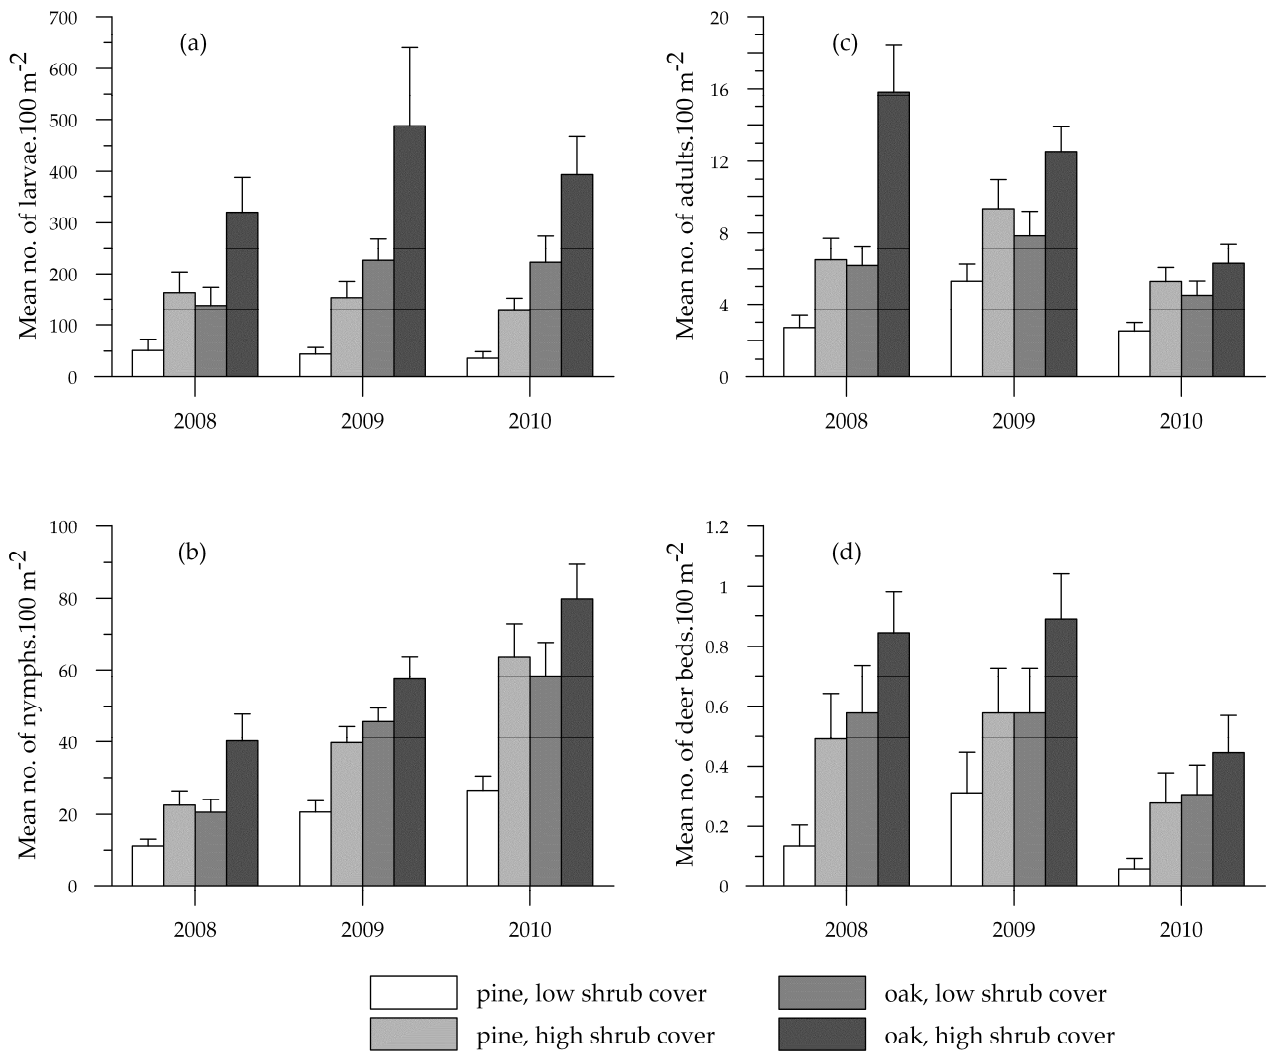 Mean no. of larvae.100 m-2
700
600
500
400
300
200
100
0
(a)
2008 2009 2010
Mean no. of adults.100 m-2
20
16
12
8
4
0
(c)
2008 2009 2010
Mean no. of nymphs.100 m-2
100
80
60
40
20
0
(b)
2008 2009 2010
Mean no. of deer beds.100 m-2
1.2
1
0.8
0.6
0.4
0.2
0
(d)
2008 2009 2010
pine, low shrub cover
pine, high shrub cover
oak, low shrub cover
oak, high shrub cover